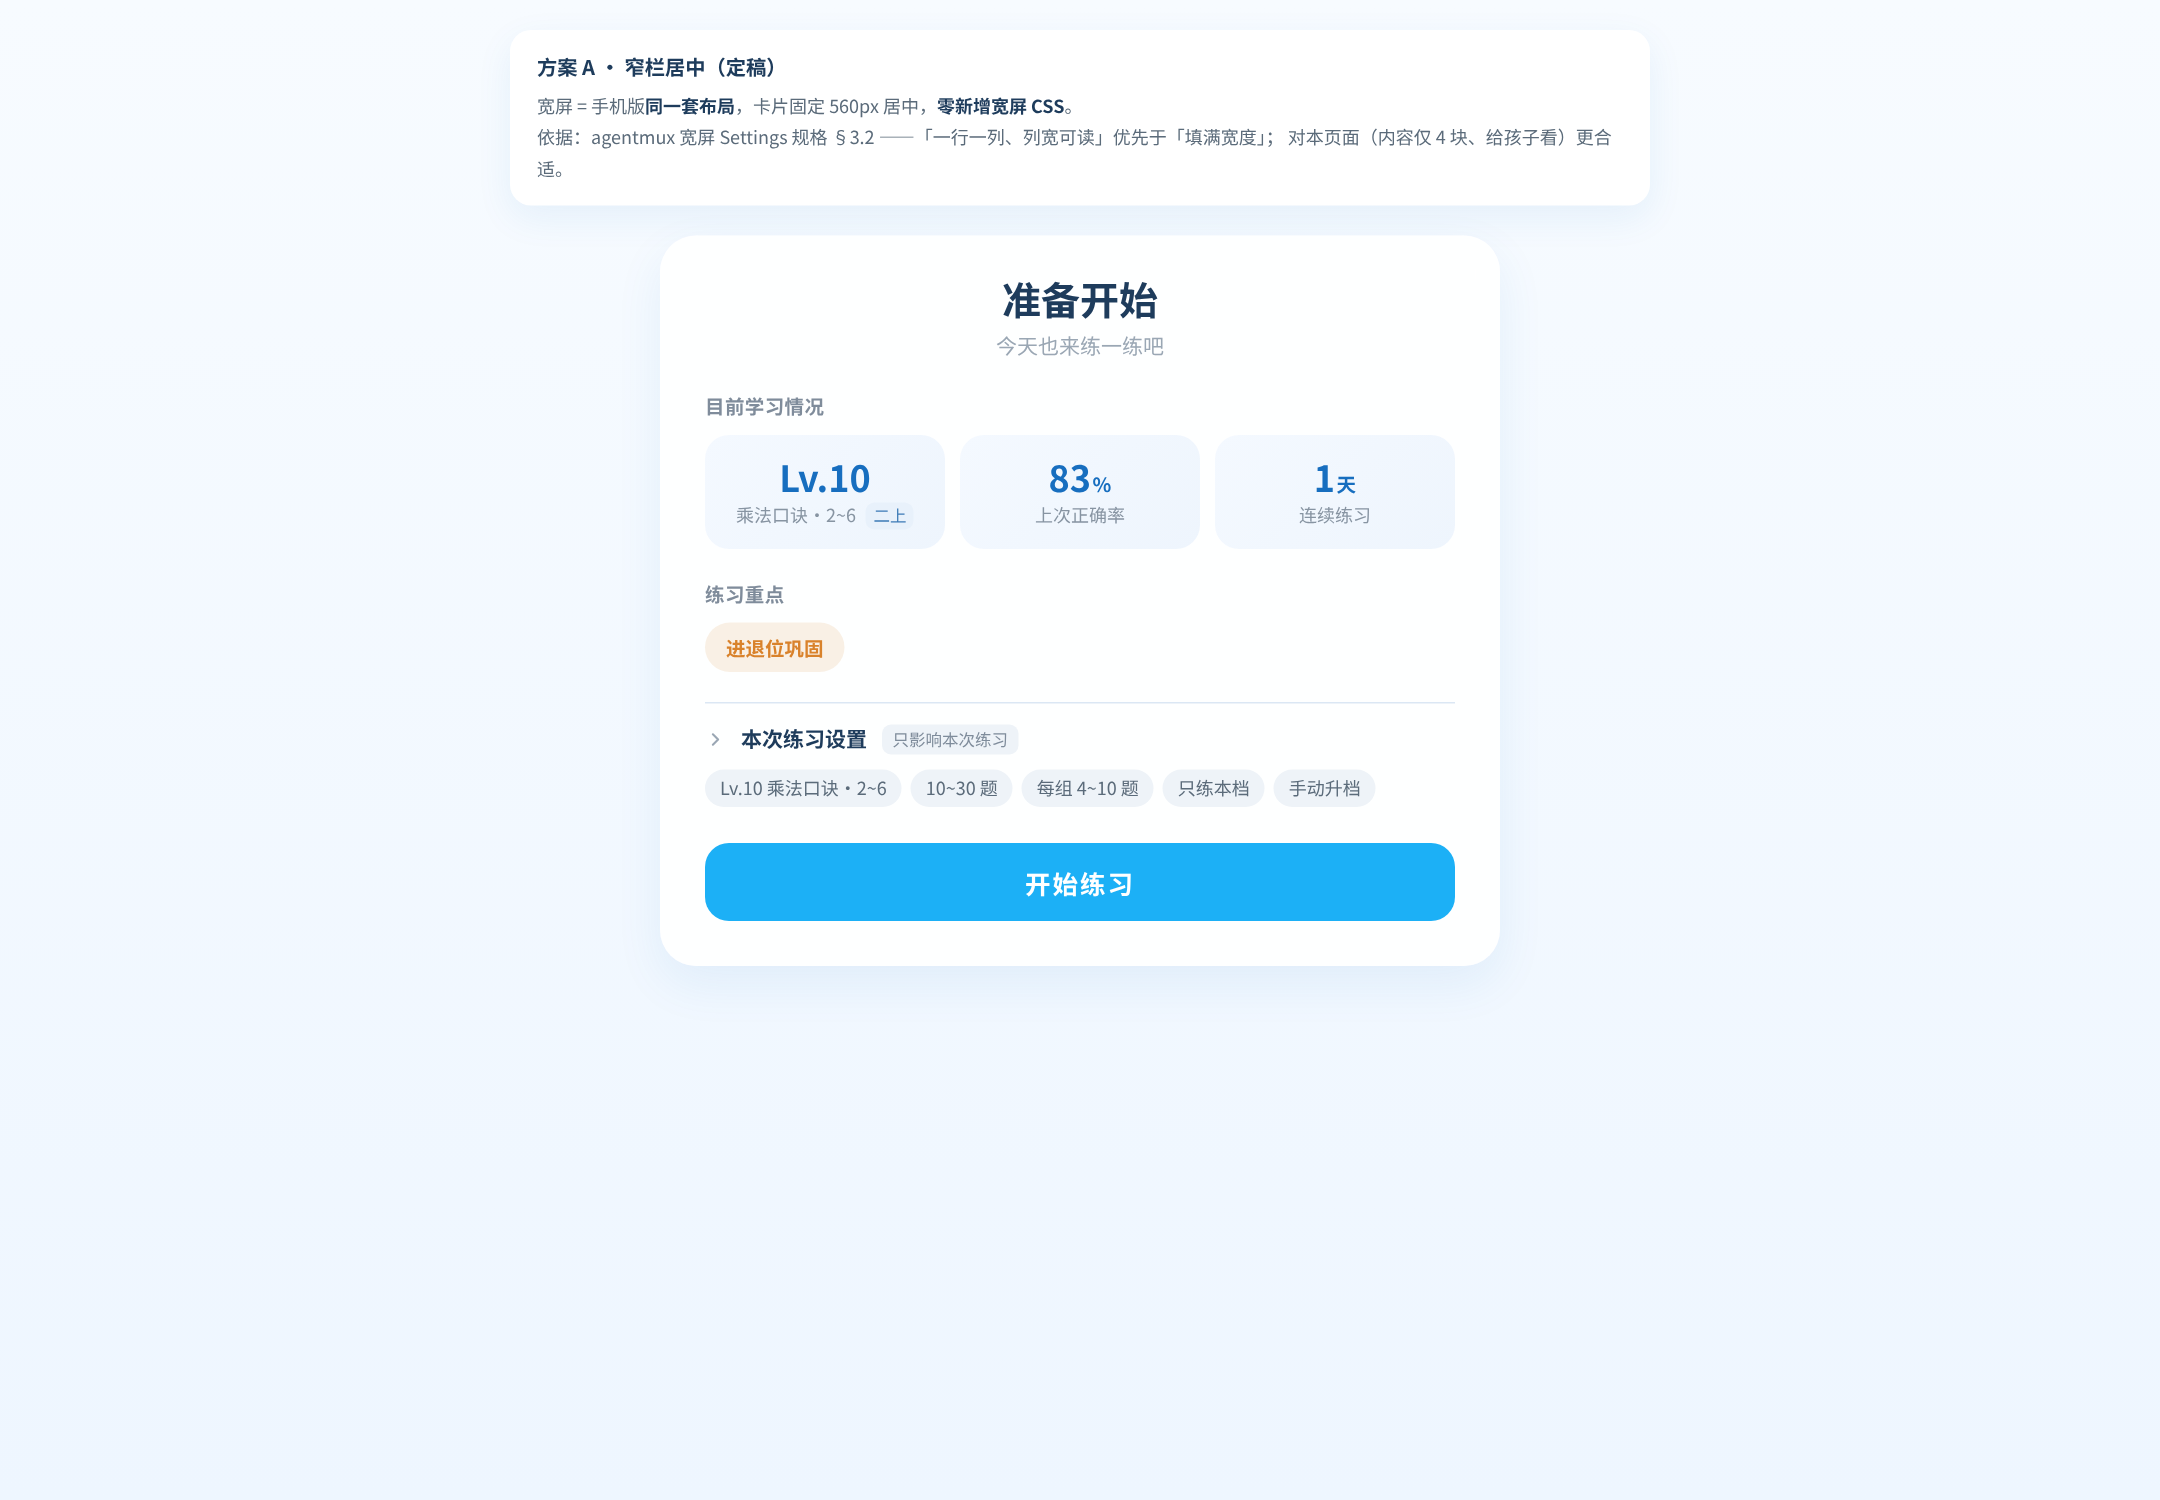 方案 A · 窄栏居中（定稿）
宽屏 = 手机版同一套布局，卡片固定 560px 居中，零新增宽屏 CSS。
依据：agentmux 宽屏 Settings 规格 §3.2 ——「一行一列、列宽可读」优先于「填满宽度」； 对本页面（内容仅 4 块、给孩子看）更合
适。
准备开始
今天也来练一练吧
目前学习情况
Lv.10 83% 1天
乘法口诀·2~6 二上 上次正确率 连续练习
练习重点
进退位巩固
本次练习设置 只影响本次练习
Lv.10 乘法口诀·2~6 10~30 题 每组 4~10 题 只练本档 手动升档
开始练习